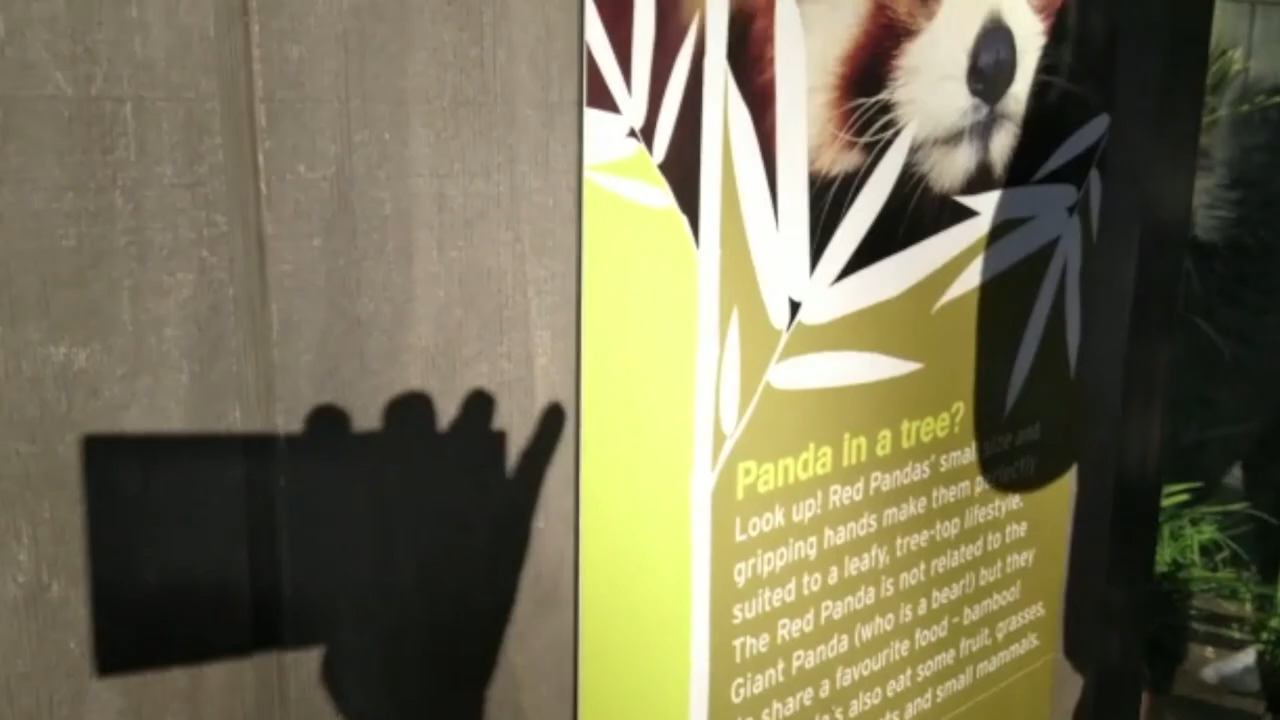 Panda in a tree?
Look up! Red Pandas' small size and
gripping hands make them perfectly
suited to a leafy, tree-top lifestyle.
The Red Panda is not related to the
Giant Panda (who is a bear!) but they
share a favourite food – bamboo!
also eat some fruit, grasses,
and small mammals.